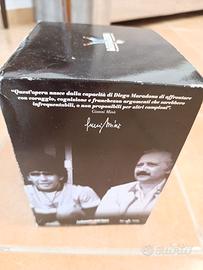 "Quest'opera nasce dalla capacità di Diego Maradona di affrontare
con coraggio, cognizione e franchezza argomenti che sarebbero
infrequentabili, o non proponibili per altri campioni".
Gianni Minà
subito